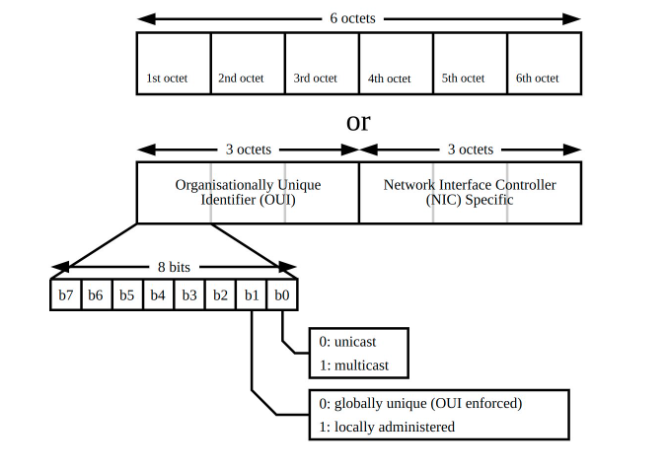 6 octets
1st octet 2nd octet 3rd octet 4th octet 5th octet 6th octet
or
3 octets 3 octets
Organisationally Unique Network Interface Controller
Identifier (OUI) (NIC) Specific
8 bits
b7 b6 b5 b4 b3 b2 b1 b0
0: unicast
1: multicast
0: globally unique (OUI enforced)
1: locally administered